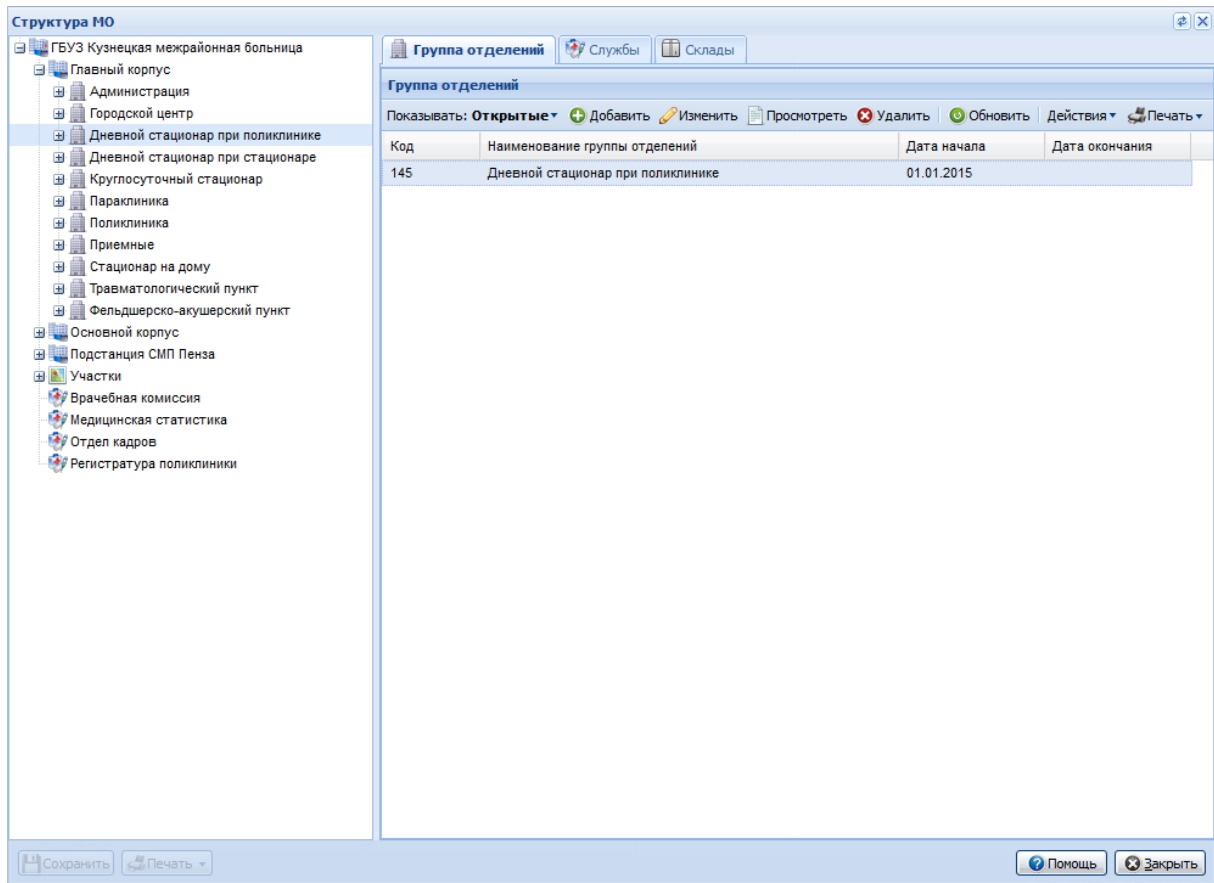 Структура МО
ГБУЗ Кузнецкая межрайонная больница
Главный корпус
Администрация
Городской центр
Дневной стационар при поликлинике
Дневной стационар при стационаре
Круглосуточный стационар
Параклиника
Поликлиника
Приемные
Стационар на дому
Травматологический пункт
Фельдшерско-акушерский пункт
Основной корпус
Подстанция СМП Пенза
Участки
Врачебная комиссия
Медицинская статистика
Отдел кадров
Регистратура поликлиники
Группа отделений Службы Склады
Группа отделений
Показывать: Открытые Добавить Изменить Просмотреть Удалить Обновить Действия Печать
Код Наименование группы отделений Дата начала Дата окончания
145 Дневной стационар при поликлинике 01.01.2015
Сохранить Печать Помощь Закрыть